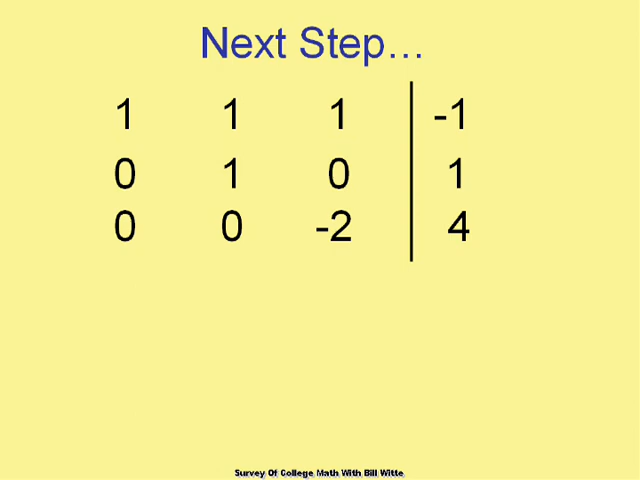 Next Step…
1 1 1 -1
0 1 0 1
0 0 -2 4
Survey Of College Math With Bill Witte